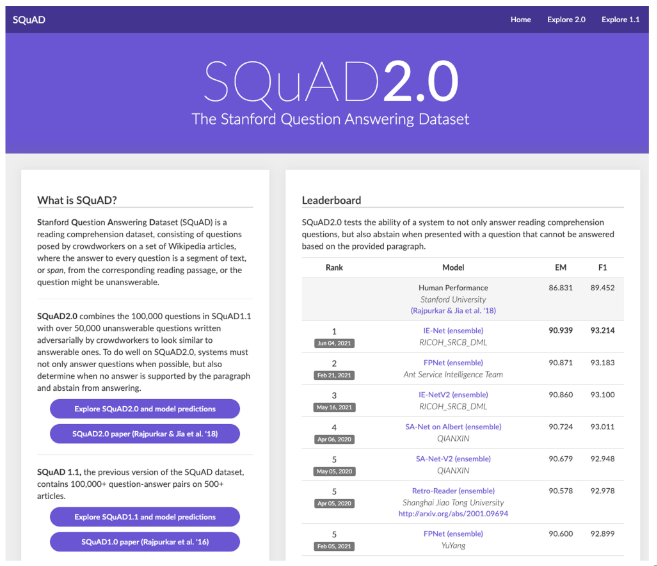 SQuAD
Home Explore 2.0 Explore 1.1
SQuAD2.0
The Stanford Question Answering Dataset
What is SQuAD?
Stanford Question Answering Dataset (SQuAD) is a
reading comprehension dataset, consisting of questions
posed by crowdworkers on a set of Wikipedia articles,
where the answer to every question is a segment of text,
or span, from the corresponding reading passage, or the
question might be unanswerable.
SQuAD2.0 combines the 100,000 questions in SQuAD1.1
with over 50,000 unanswerable questions written
adversarially by crowdworkers to look similar to
answerable ones. To do well on SQuAD2.0, systems must
not only answer questions when possible, but also
determine when no answer is supported by the paragraph
and abstain from answering.
Explore SQuAD2.0 and model predictions
SQuAD2.0 paper (Rajpurkar & Jia et al. '18)
SQuAD 1.1, the previous version of the SQuAD dataset,
contains 100,000+ question-answer pairs on 500+
articles.
Explore SQuAD1.1 and model predictions
SQuAD1.0 paper (Rajpurkar et al. '16)
Leaderboard
SQuAD2.0 tests the ability of a system to not only answer reading comprehension
questions, but also abstain when presented with a question that cannot be answered
based on the provided paragraph.
Rank Model EM F1
Human Performance 86.831 89.452
Stanford University
(Rajpurkar & Jia et al. '18)
1 IE-Net (ensemble) 90.939 93.214
Jun 04, 2021 RICOH_SRCB_DML
2 FPNet (ensemble) 90.871 93.183
Feb 21, 2021 Ant Service Intelligence Team
3 IE-NetV2 (ensemble) 90.860 93.100
May 16, 2021 RICOH_SRCB_DML
4 SA-Net on Albert (ensemble) 90.724 93.011
Apr 06, 2020 QIANXIN
5 SA-Net-V2 (ensemble) 90.679 92.948
May 05, 2020 QIANXIN
5 Retro-Reader (ensemble) 90.578 92.978
Apr 05, 2020 Shanghai Jiao Tong University
http://arxiv.org/abs/2001.09694
5 FPNet (ensemble) 90.600 92.899
Feb 05, 2021 YuYang